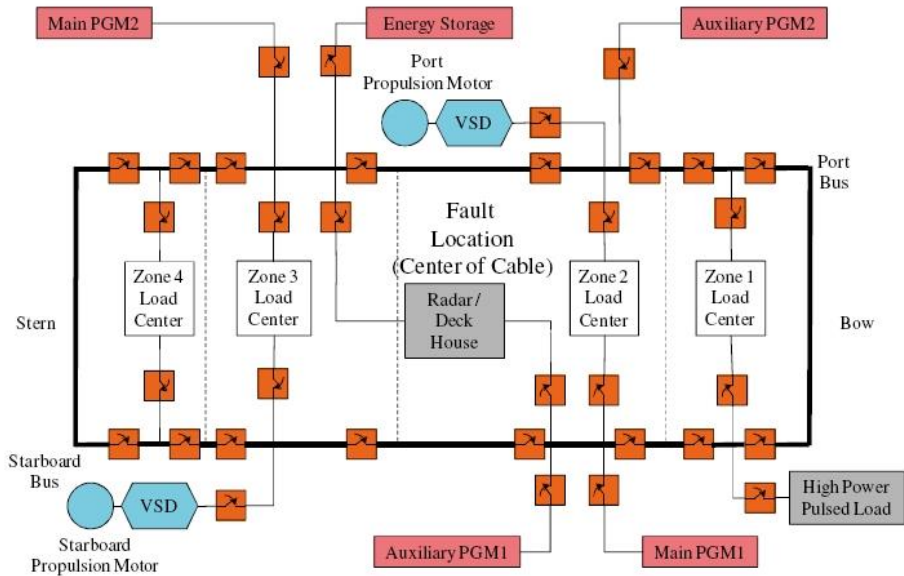 Main PGM2
Energy Storage
Auxiliary PGM2
Port
Propulsion Motor
VSD
Port
Bus
Fault
Location
(Center of Cable)
Zone 4
Load
Center
Zone 3
Load
Center
Zone 2
Load
Center
Zone 1
Load
Center
Radar /
Deck
House
Stern
Bow
Starboard
Bus
VSD
Starboard
Propulsion Motor
High Power
Pulsed Load
Auxiliary PGM1
Main PGM1